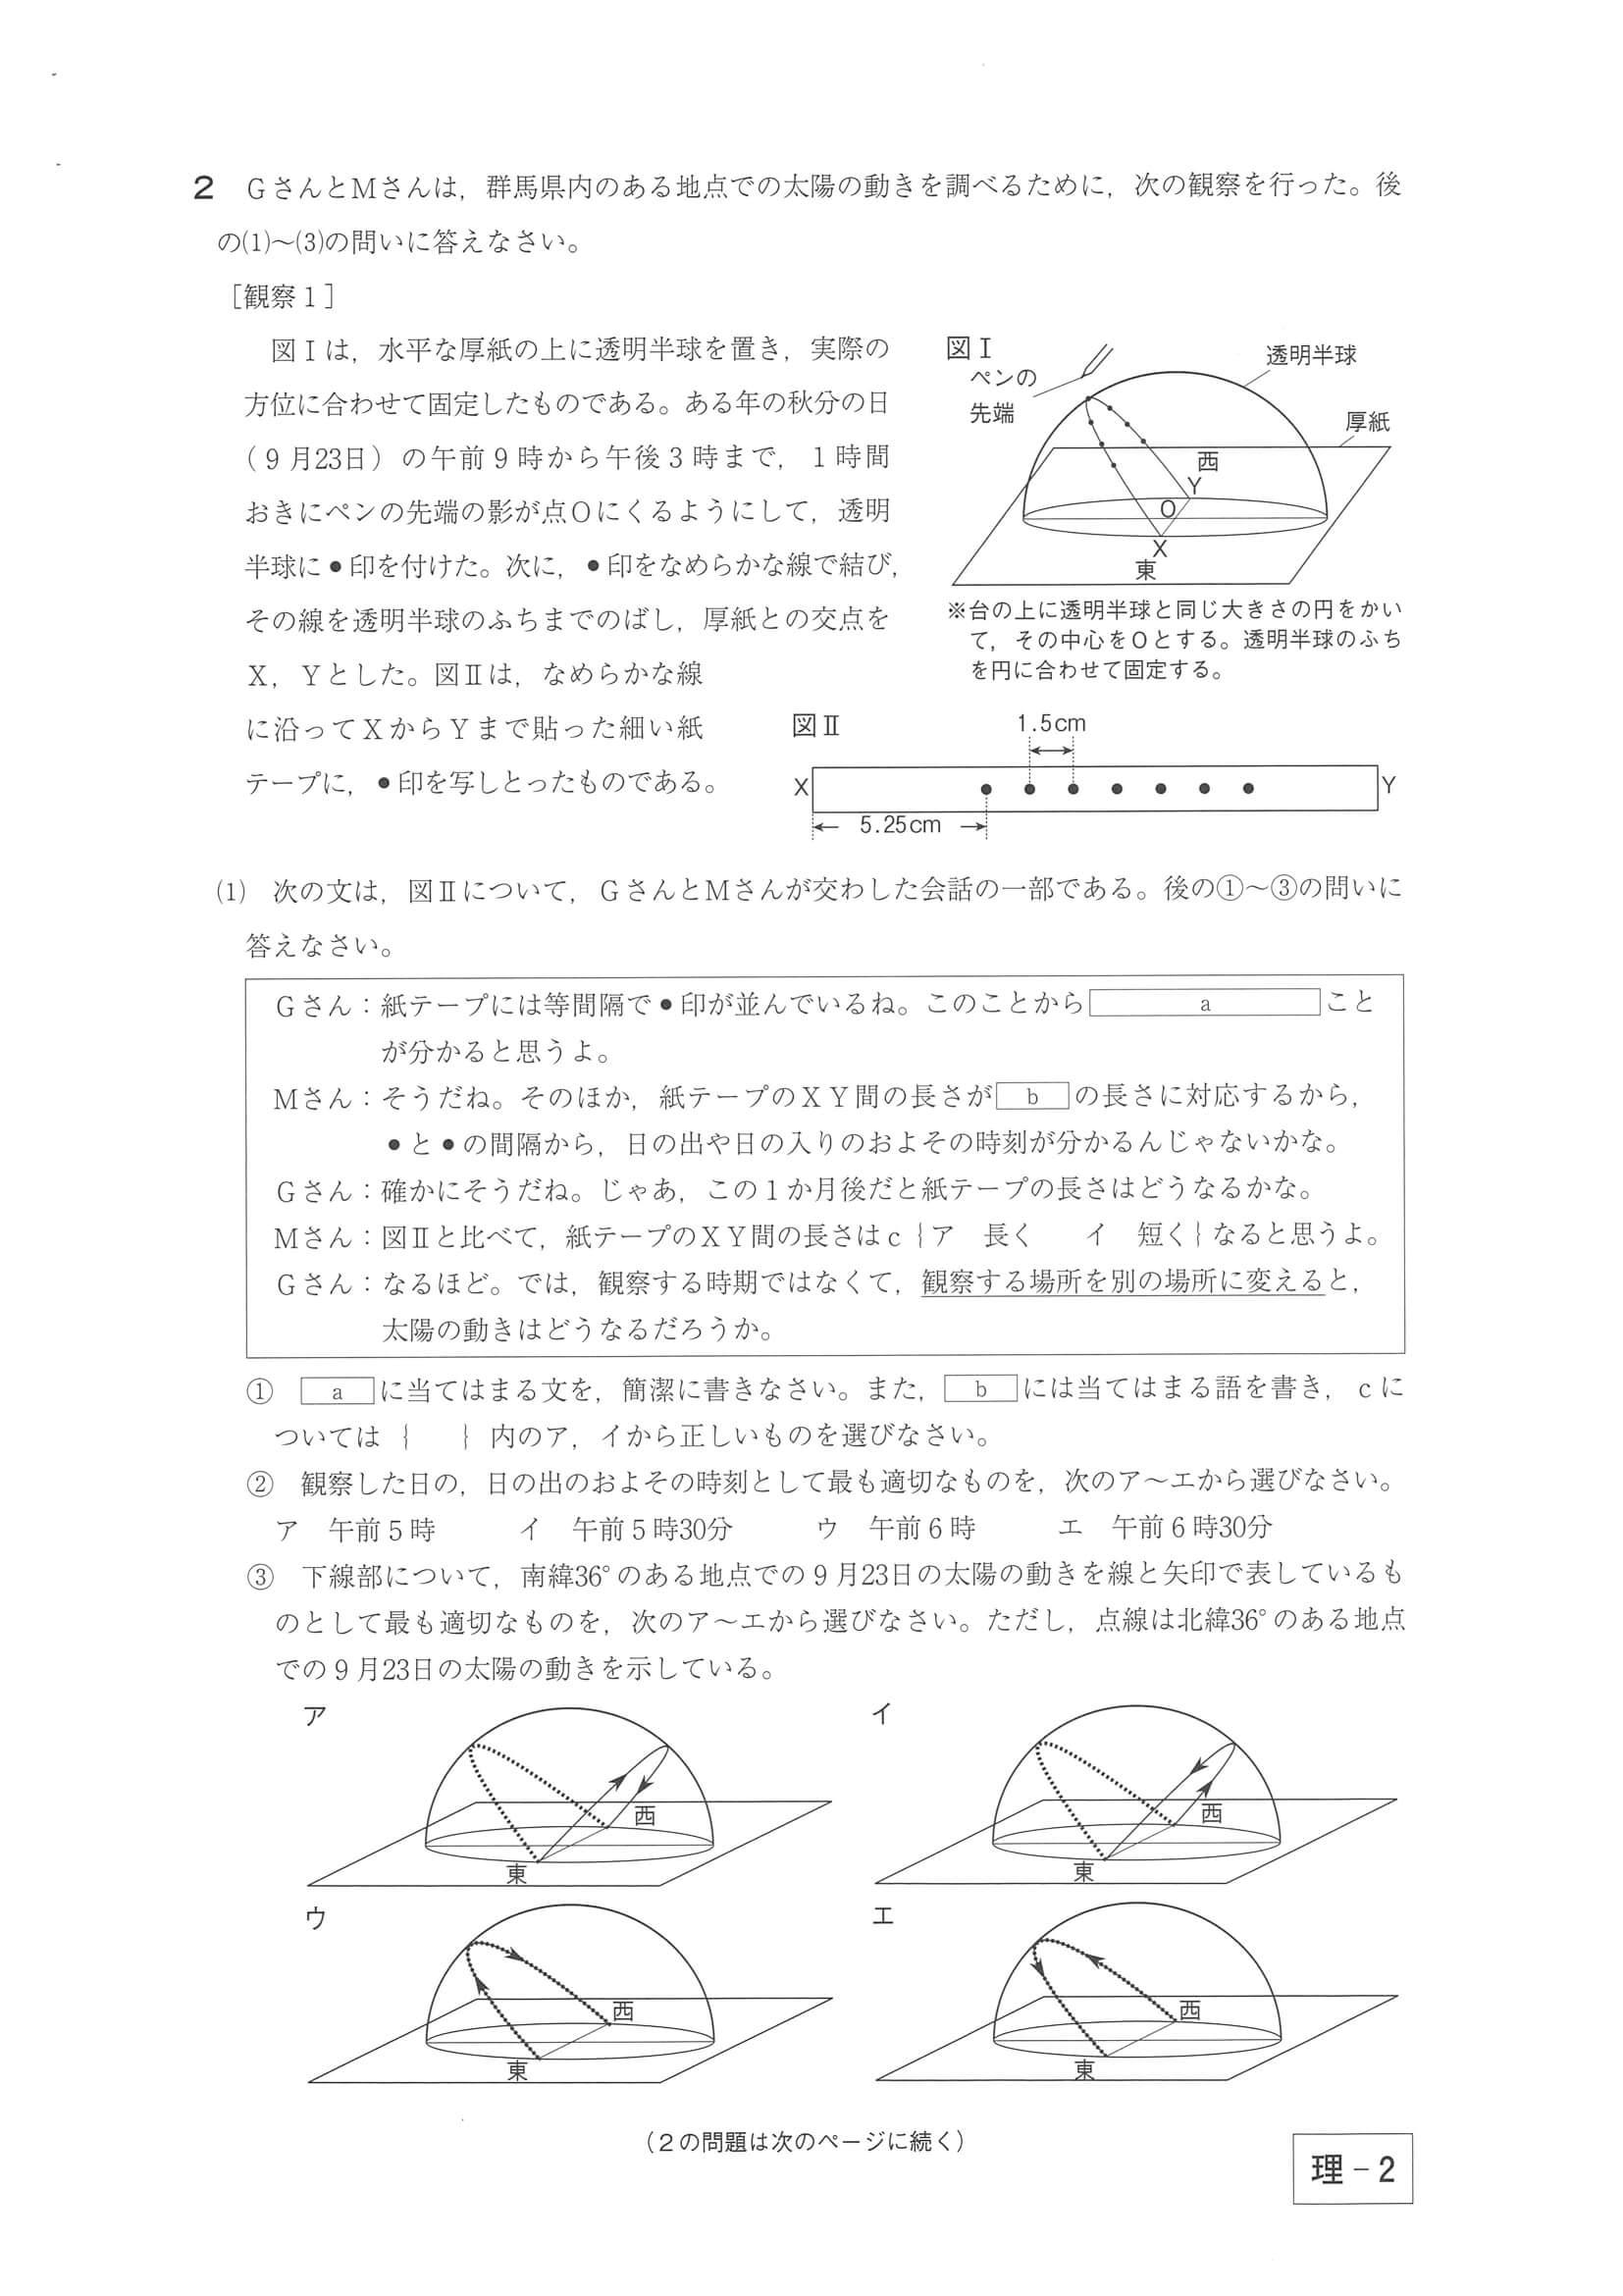 2　GさんとMさんは，群馬県内のある地点での太陽の動きを調べるために，次の観察を行った。後
の⑴〜⑶の問いに答えなさい。
［観察１］
図Ⅰは，水平な厚紙の上に透明半球を置き，実際の
方位に合わせて固定したものである。ある年の秋分の日
（９月23日）の午前９時から午後３時まで，１時間
おきにペンの先端の影が点Oにくるようにして，透明
半球に●印を付けた。次に，●印をなめらかな線で結び，
その線を透明半球のふちまでのばし，厚紙との交点を
X，Yとした。図Ⅱは，なめらかな線
に沿ってXからYまで貼った細い紙
テープに，●印を写しとったものである。
図Ⅰ
ペンの
先端
透明半球
厚紙
西
Y
O
X
東
※台の上に透明半球と同じ大きさの円をかい
て，その中心をOとする。透明半球のふち
を円に合わせて固定する。
図Ⅱ
1.5cm
X
Y
5.25cm
⑴　次の文は，図Ⅱについて，GさんとMさんが交わした会話の一部である。後の①〜③の問いに
答えなさい。
Gさん：紙テープには等間隔で●印が並んでいるね。このことから a こと
が分かると思うよ。
Mさん：そうだね。そのほか，紙テープのXY間の長さが b の長さに対応するから，
●と●の間隔から，日の出や日の入りのおよその時刻が分かるんじゃないかな。
Gさん：確かにそうだね。じゃあ，この１か月後だと紙テープの長さはどうなるかな。
Mさん：図Ⅱと比べて，紙テープのXY間の長さはc｛ア　長く　　イ　短く｝なると思うよ。
Gさん：なるほど。では，観察する時期ではなくて，観察する場所を別の場所に変えると，
太陽の動きはどうなるだろうか。
①　a に当てはまる文を，簡潔に書きなさい。また， b には当てはまる語を書き，cに
ついては｛　　｝内のア，イから正しいものを選びなさい。
②　観察した日の，日の出のおよその時刻として最も適切なものを，次のア〜エから選びなさい。
ア　午前５時　　　イ　午前５時30分　　　ウ　午前６時　　　エ　午前６時30分
③　下線部について，南緯36°のある地点での９月23日の太陽の動きを線と矢印で表しているも
のとして最も適切なものを，次のア〜エから選びなさい。ただし，点線は北緯36°のある地点
での９月23日の太陽の動きを示している。
ア
西
東
イ
西
東
ウ
西
東
エ
西
東
（２の問題は次のページに続く）
理－2